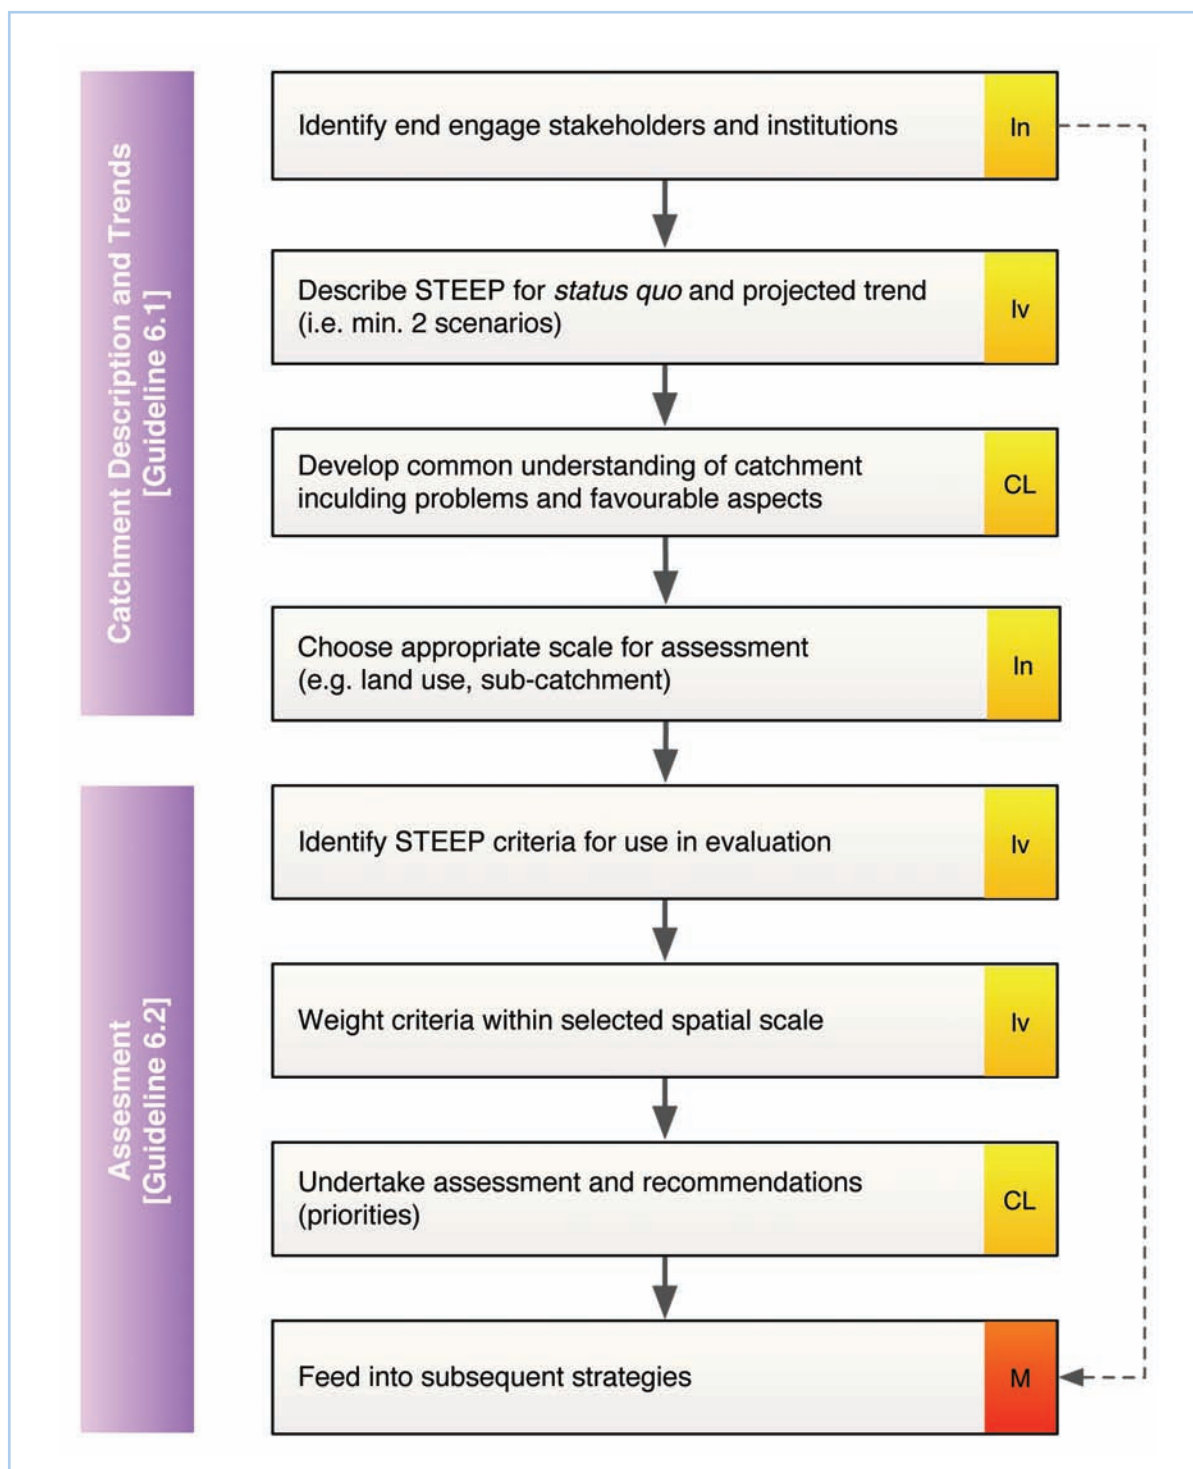 Catchment Description and Trends
[Guideline 6.1]
Identify end engage stakeholders and institutions
In
Describe STEEP for status quo and projected trend
(i.e. min. 2 scenarios)
Iv
Develop common understanding of catchment
inculding problems and favourable aspects
CL
Choose appropriate scale for assessment
(e.g. land use, sub-catchment)
In
Assesment
[Guideline 6.2]
Identify STEEP criteria for use in evaluation
Iv
Weight criteria within selected spatial scale
Iv
Undertake assessment and recommendations
(priorities)
CL
Feed into subsequent strategies
M